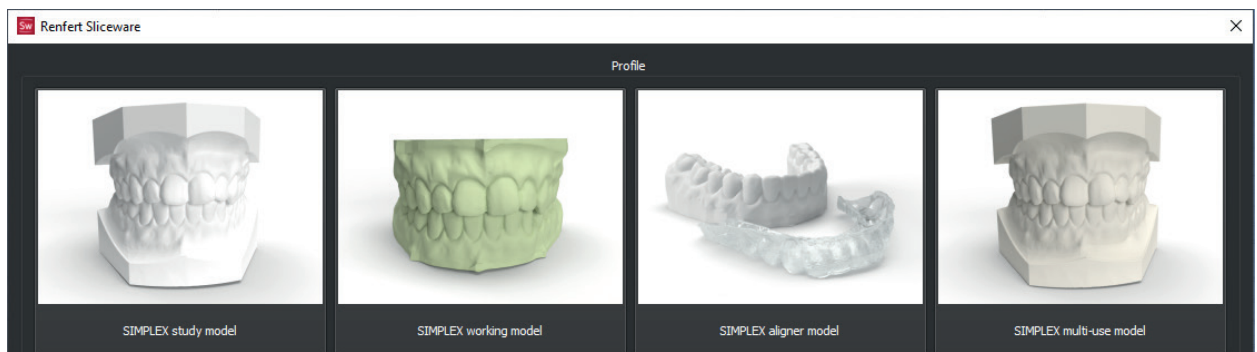 Sw Renfert Sliceware
Profile
SIMPLEX study model
SIMPLEX working model
SIMPLEX aligner model
SIMPLEX multi-use model